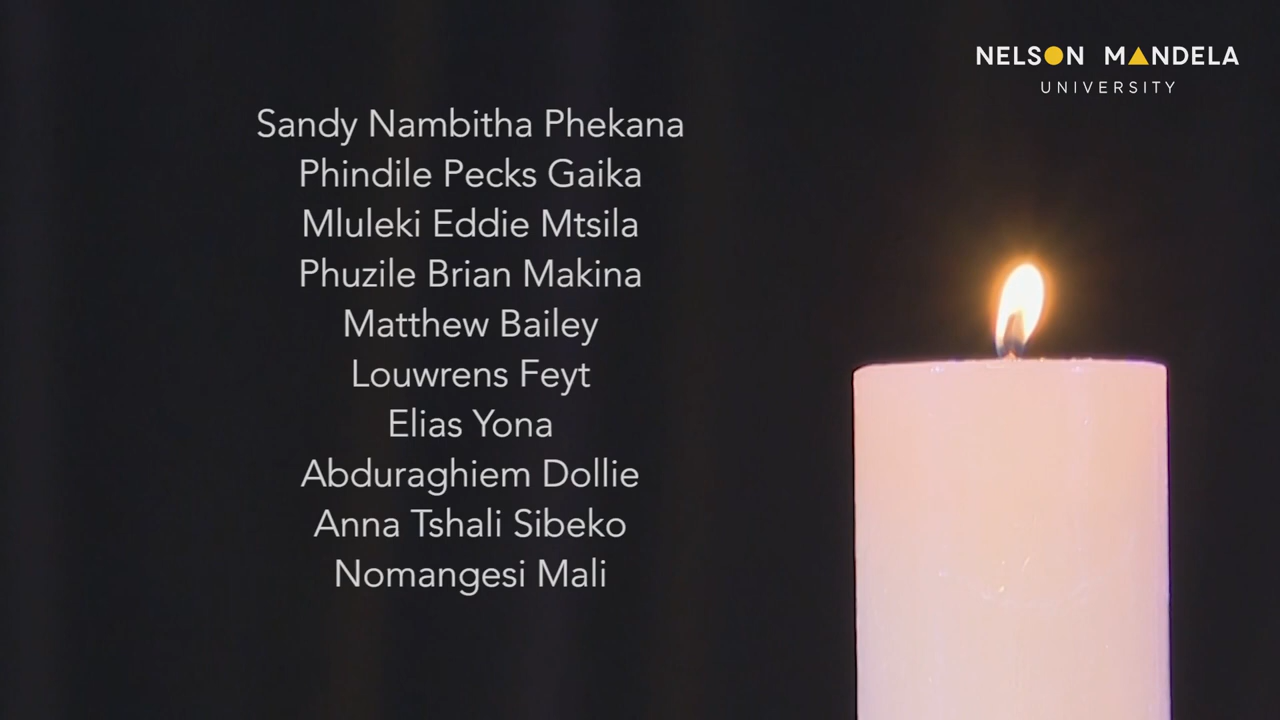 NELSON MANDELA
UNIVERSITY
Sandy Nambitha Phekana
Phindile Pecks Gaika
Mluleki Eddie Mtsila
Phuzile Brian Makina
Matthew Bailey
Louwrens Feyt
Elias Yona
Abduraghiem Dollie
Anna Tshali Sibeko
Nomangesi Mali